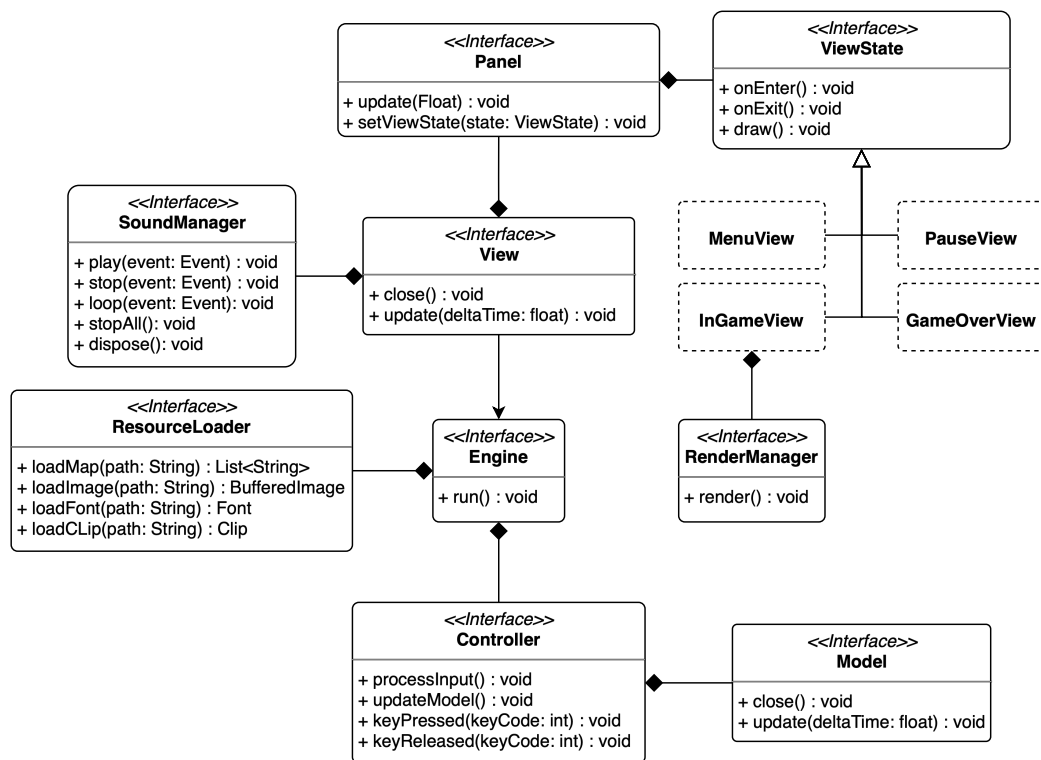 <<Interface>>
Panel
+ update(Float) : void
+ setViewState(state: ViewState) : void
<<Interface>>
ViewState
+ onEnter() : void
+ onExit() : void
+ draw() : void
<<Interface>>
SoundManager
+ play(event: Event) : void
+ stop(event: Event) : void
+ loop(event: Event): void
+ stopAll(): void
+ dispose(): void
<<Interface>>
View
+ close() : void
+ update(deltaTime: float) : void
MenuView
PauseView
InGameView
GameOverView
<<Interface>>
ResourceLoader
+ loadMap(path: String) : List<String>
+ loadImage(path: String) : BufferedImage
+ loadFont(path: String) : Font
+ loadCLip(path: String) : Clip
<<Interface>>
Engine
+ run() : void
<<Interface>>
RenderManager
+ render() : void
<<Interface>>
Controller
+ processInput() : void
+ updateModel() : void
+ keyPressed(keyCode: int) : void
+ keyReleased(keyCode: int) : void
<<Interface>>
Model
+ close() : void
+ update(deltaTime: float) : void